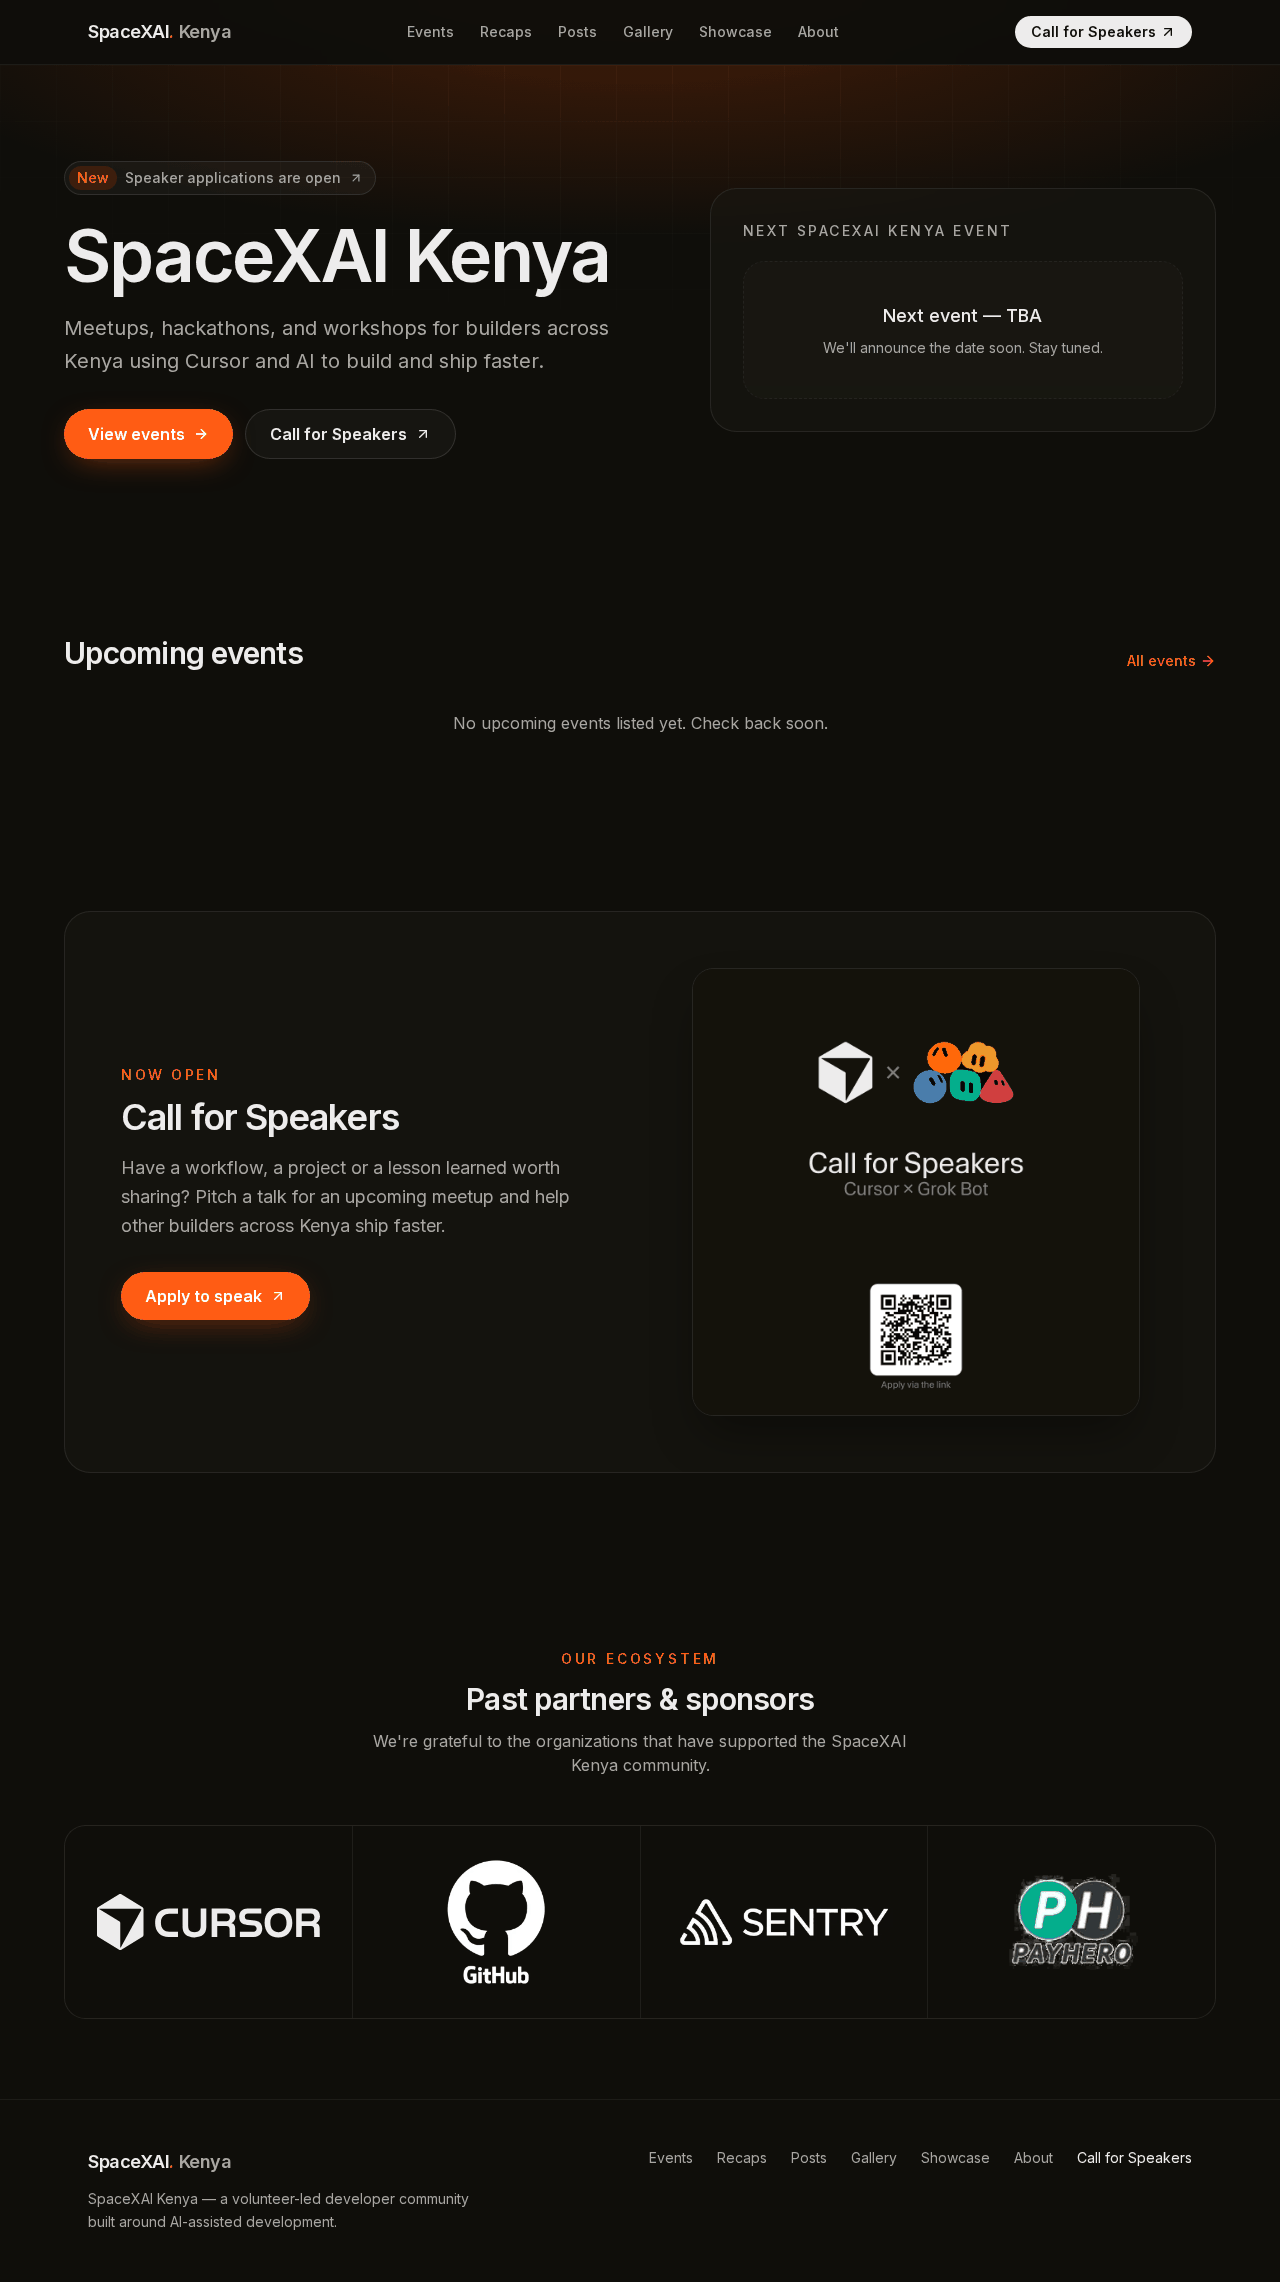 SpaceXAI. Kenya
Events
Recaps
Posts
Gallery
Showcase
About
Call for Speakers
New
Speaker applications are open
SpaceXAI Kenya
Meetups, hackathons, and workshops for builders across
Kenya using Cursor and AI to build and ship faster.
View events
Call for Speakers
NEXT SPACEXAI KENYA EVENT
Next event — TBA
We'll announce the date soon. Stay tuned.
Upcoming events
All events
No upcoming events listed yet. Check back soon.
NOW OPEN
Call for Speakers
Have a workflow, a project or a lesson learned worth
sharing? Pitch a talk for an upcoming meetup and help
other builders across Kenya ship faster.
Apply to speak
Call for Speakers
Cursor × Grok Bot
Apply via the link
OUR ECOSYSTEM
Past partners & sponsors
We're grateful to the organizations that have supported the SpaceXAI
Kenya community.
CURSOR
GitHub
SENTRY
PH
PAYHERO
SpaceXAI. Kenya
SpaceXAI Kenya — a volunteer-led developer community
built around AI-assisted development.
Events
Recaps
Posts
Gallery
Showcase
About
Call for Speakers